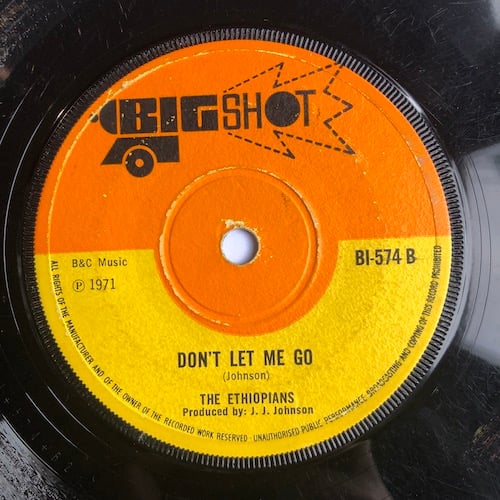 BIG SHOT
B&C Music
℗ 1971
BI-574 B
DON'T LET ME GO
(Johnson)
THE ETHIOPIANS
Produced by: J. J. Johnson
ALL RIGHTS OF THE MANUFACTURER AND OF THE OWNER OF THE RECORDED WORK RESERVED · UNAUTHORISED PUBLIC PERFORMANCE BROADCASTING AND COPYING OF THIS RECORD PROHIBITED